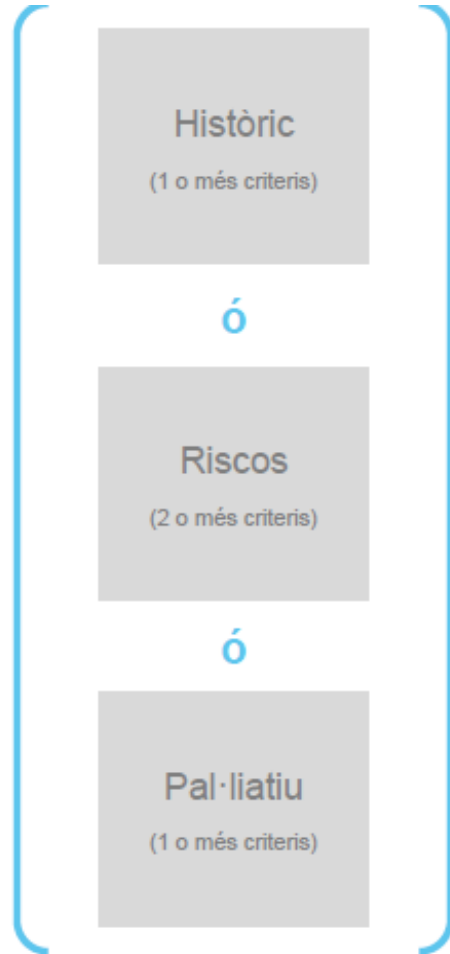 Històric
(1 o més criteris)
ó
Riscos
(2 o més criteris)
ó
Pal·liatiu
(1 o més criteris)